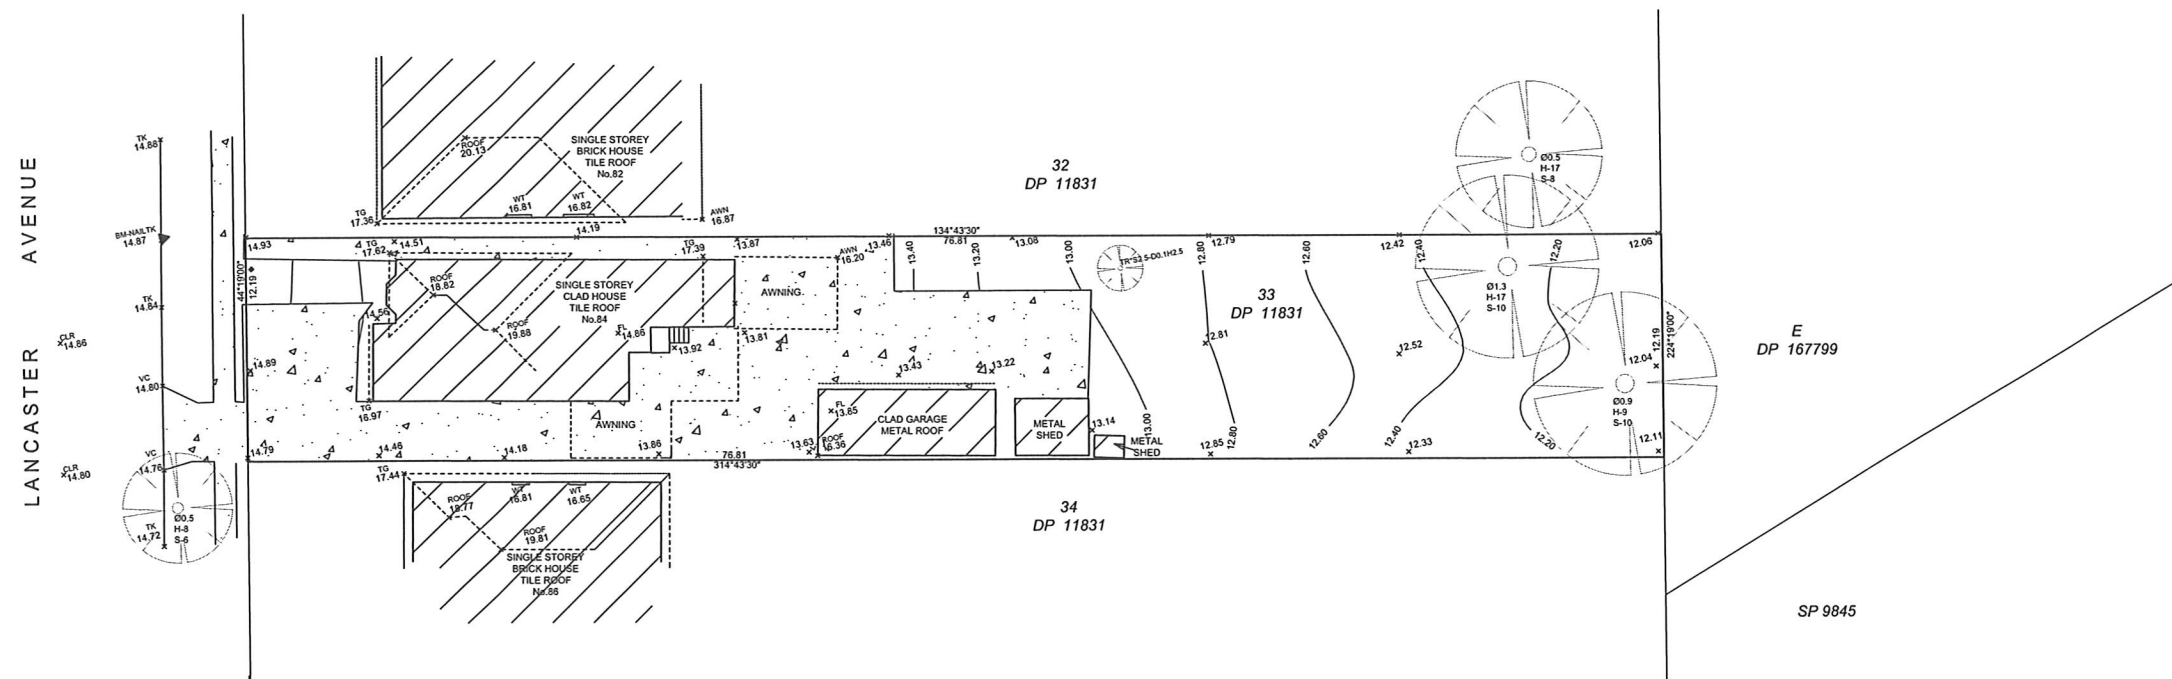 LANCASTER AVENUE
TK
14.88
BM-NAILTK
14.87
TK
14.84
CLR
14.86
VC
14.80
VC
14.76
CLR
14.80
TK
14.72
Ø0.5
H-8
S-6
SINGLE STOREY
BRICK HOUSE
TILE ROOF
No.82
ROOF
20.13
WT
16.81
WT
16.82
TG
17.36
AWN
16.87
14.19
32
DP 11831
14.93
TG
17.62
14.51
TG
17.39
13.87
AWN
16.20
13.46
134°43'30"
76.81
13.08
13.40
13.20
13.00
12.80
12.79
12.60
12.42
12.40
12.20
12.06
44°19'00"
12.19
ROOF
18.82
SINGLE STOREY
CLAD HOUSE
TILE ROOF
No.84
ROOF
19.88
FL
14.86
14.56
13.92
13.81
AWNING
14.89
TG
16.97
AWNING
13.86
14.79
14.46
14.18
76.81
314°43'30"
13.63
ROOF
16.36
FL
13.85
CLAD GARAGE
METAL ROOF
13.43
13.22
METAL
SHED
13.14
METAL
SHED
13.00
12.85
12.80
12.81
33
DP 11831
12.60
12.52
12.40
12.33
12.20
12.11
12.04
12.19
224°19'00"
Ø0.5
H-17
S-8
Ø1.3
H-17
S-10
Ø0.9
H-9
S-10
E
DP 167799
SP 9845
34
DP 11831
TG
17.44
ROOF
18.77
WT
16.81
WT
16.65
ROOF
19.81
SINGLE STOREY
BRICK HOUSE
TILE ROOF
No.86